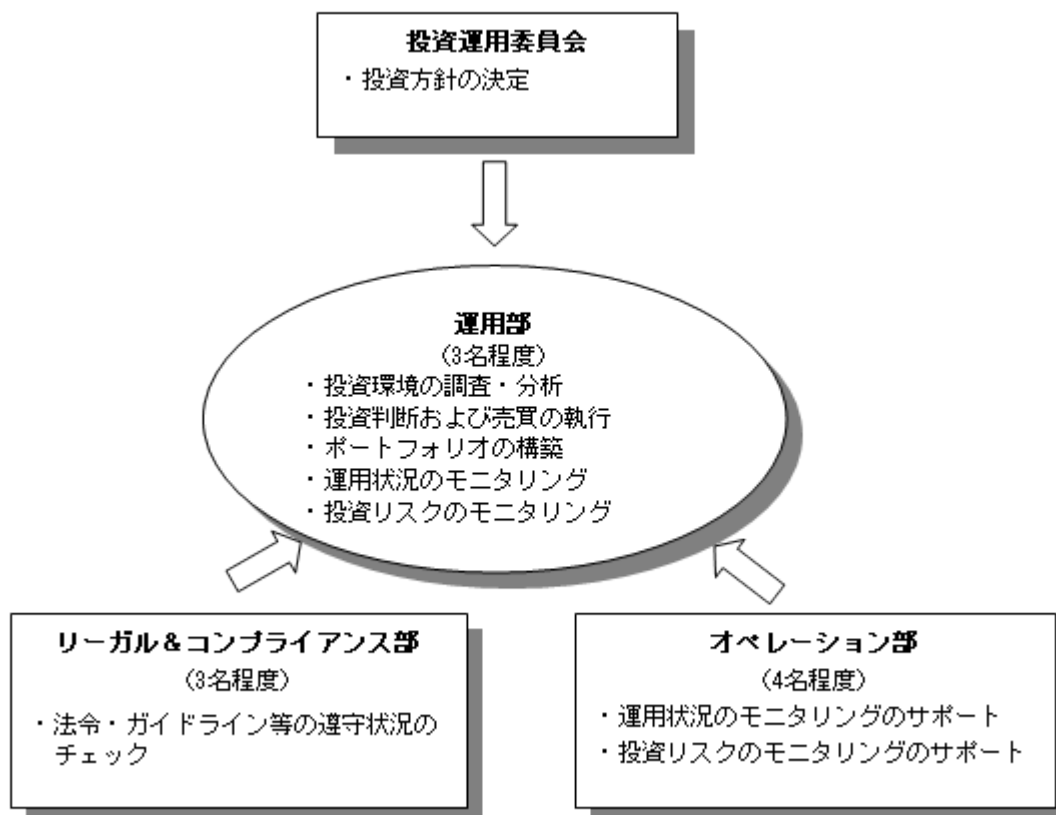 投資運用委員会
・投資方針の決定
運用部
(3名程度)
・投資環境の調査・分析
・投資判断および売買の執行
・ポートフォリオの構築
・運用状況のモニタリング
・投資リスクのモニタリング
リーガル＆コンプライアンス部
(3名程度)
・法令・ガイドライン等の遵守状況の
チェック
オペレーション部
(4名程度)
・運用状況のモニタリングのサポート
・投資リスクのモニタリングのサポート